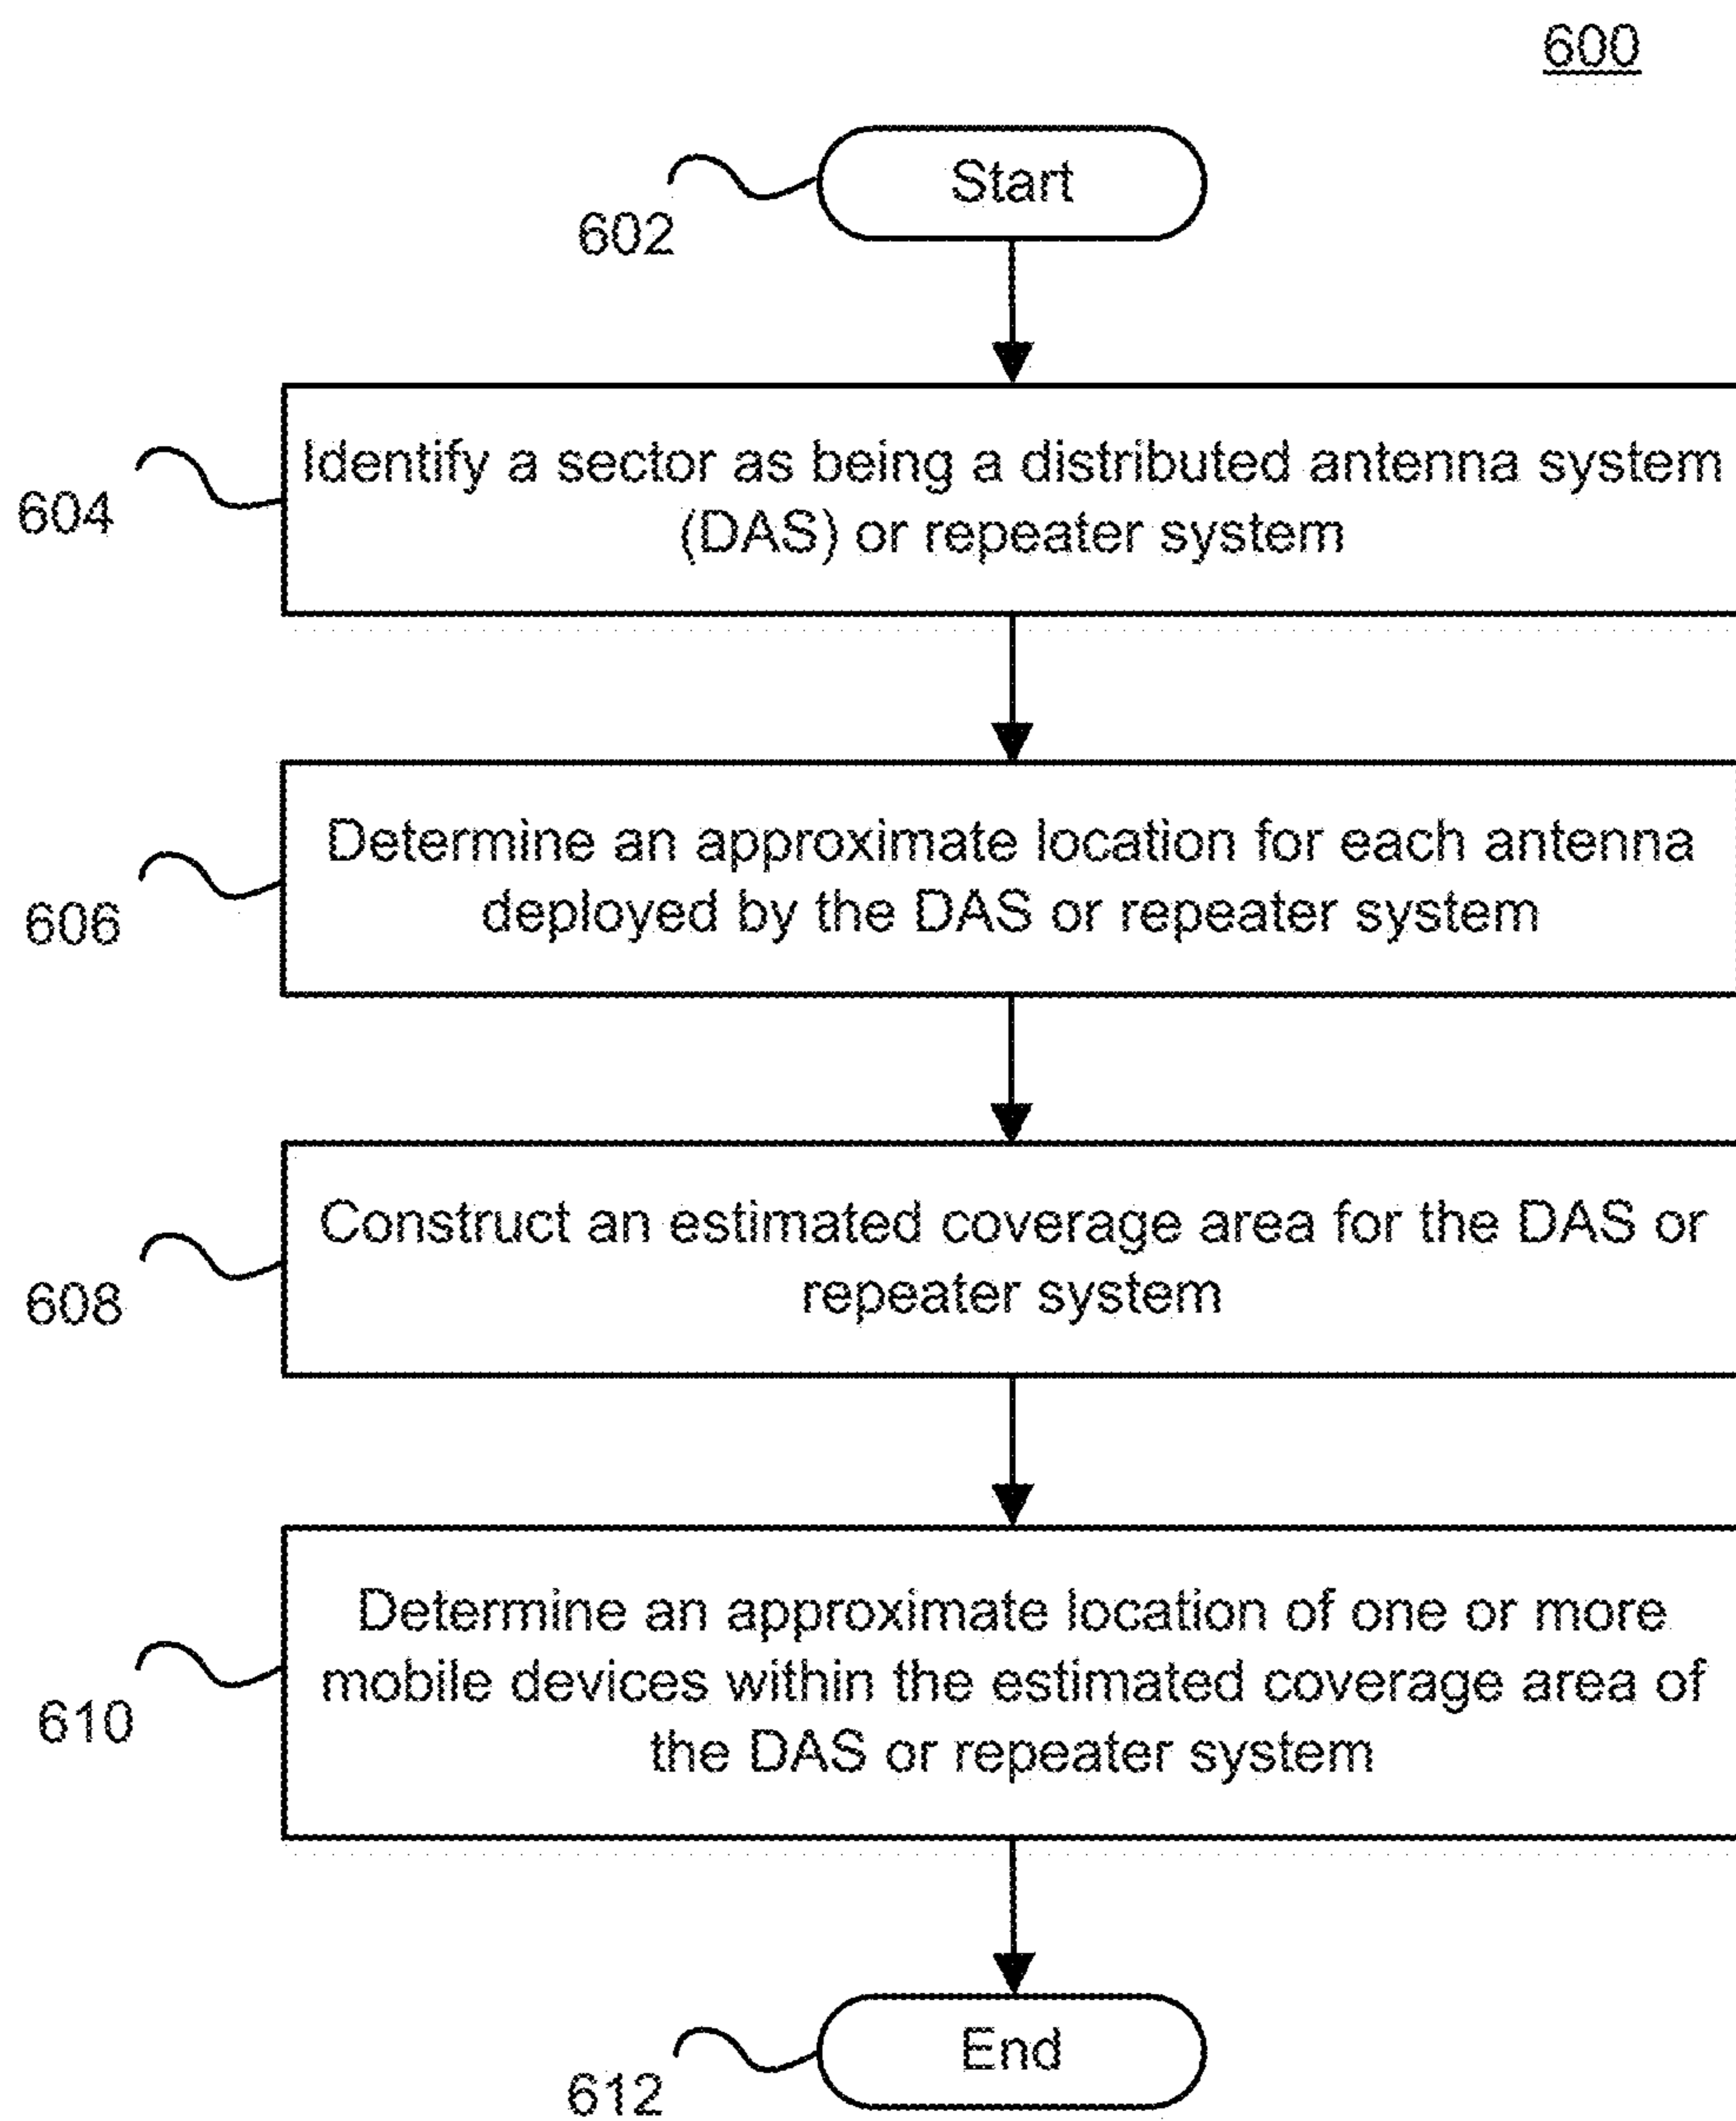 600
Start
602
Identify a sector as being a distributed antenna system
(DAS) or repeater system
604
Determine an approximate location for each antenna
deployed by the DAS or repeater system
606
Construct an estimated coverage area for the DAS or
repeater system
608
Determine an approximate location of one or more
mobile devices within the estimated coverage area of
the DAS or repeater system
610
End
612